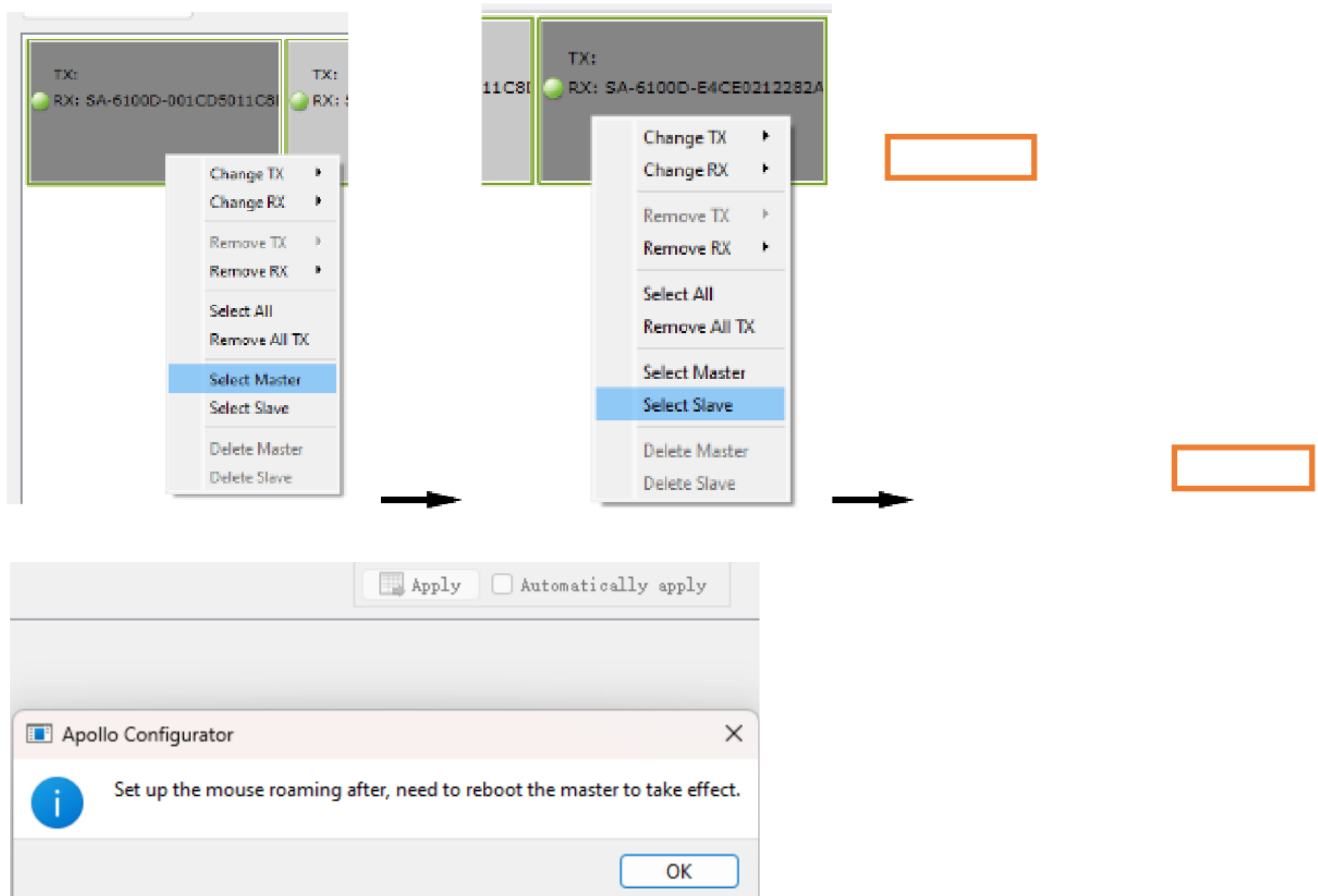 TX:
RX: SA-6100D-001CD5011C8
TX:
RX:
Change TX
Change RX
Remove TX
Remove RX
Select All
Remove All TX
Select Master
Select Slave
Delete Master
Delete Slave
11C8
TX:
RX: SA-6100D-E4CE0212282A
Change TX
Change RX
Remove TX
Remove RX
Select All
Remove All TX
Select Master
Select Slave
Delete Master
Delete Slave
Apply
Automatically apply
Apollo Configurator
Set up the mouse roaming after, need to reboot the master to take effect.
OK